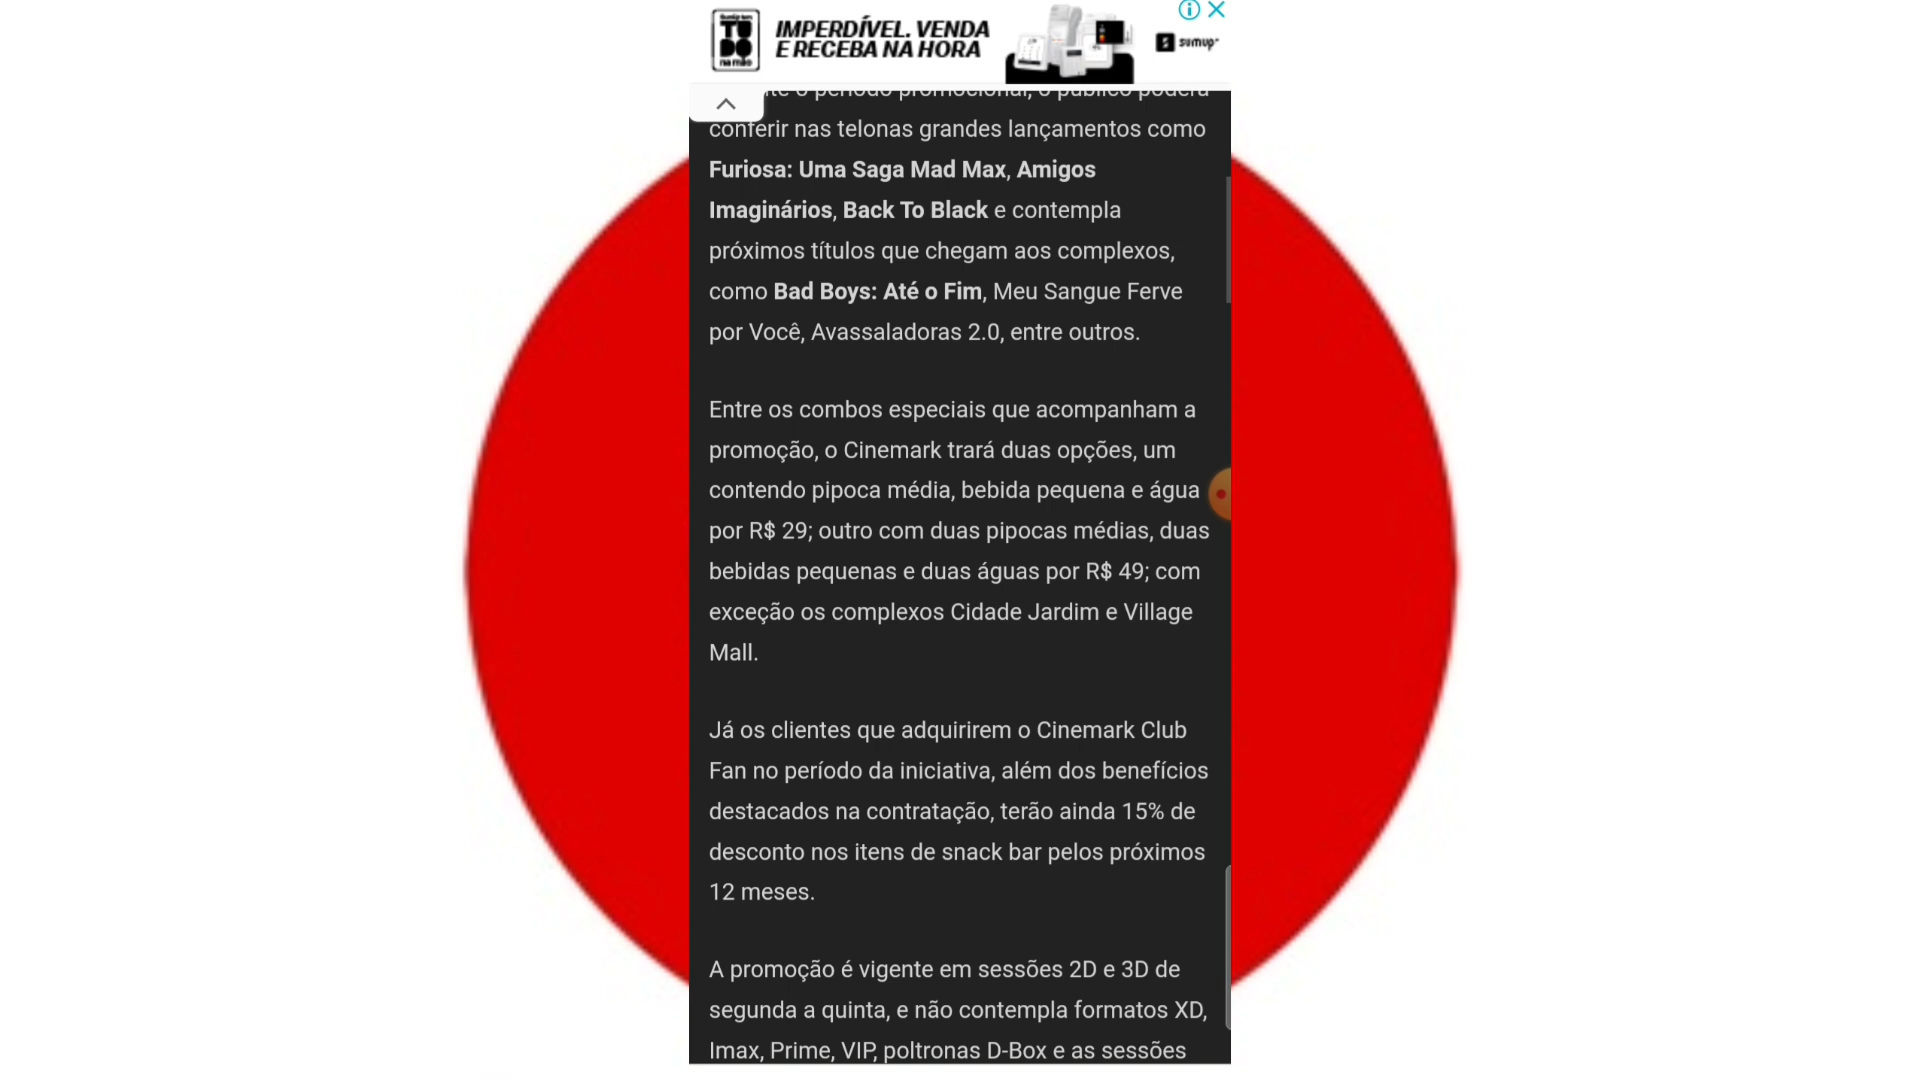 TUDO
na mão
IMPERDÍVEL. VENDA
E RECEBA NA HORA
sumup
o período promocional, o público poderá
conferir nas telonas grandes lançamentos como
Furiosa: Uma Saga Mad Max, Amigos
Imaginários, Back To Black e contempla
próximos títulos que chegam aos complexos,
como Bad Boys: Até o Fim, Meu Sangue Ferve
por Você, Avassaladoras 2.0, entre outros.
Entre os combos especiais que acompanham a
promoção, o Cinemark trará duas opções, um
contendo pipoca média, bebida pequena e água
por R$ 29; outro com duas pipocas médias, duas
bebidas pequenas e duas águas por R$ 49; com
exceção os complexos Cidade Jardim e Village
Mall.
Já os clientes que adquirirem o Cinemark Club
Fan no período da iniciativa, além dos benefícios
destacados na contratação, terão ainda 15% de
desconto nos itens de snack bar pelos próximos
12 meses.
A promoção é vigente em sessões 2D e 3D de
segunda a quinta, e não contempla formatos XD,
Imax, Prime, VIP, poltronas D-Box e as sessões